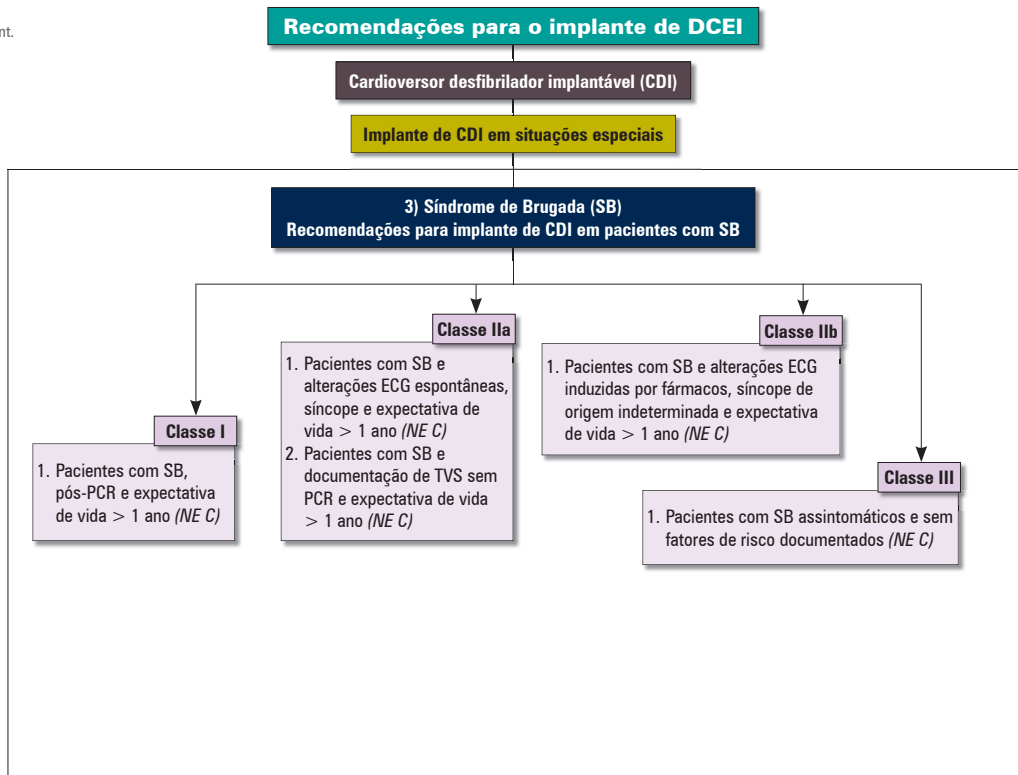 nt.
Recomendações para o implante de DCEI
Cardioversor desfibrilador implantável (CDI)
Implante de CDI em situações especiais
3) Síndrome de Brugada (SB)
Recomendações para implante de CDI em pacientes com SB
Classe I
1. Pacientes com SB,
pós-PCR e expectativa
de vida > 1 ano (NE C)
Classe IIa
1. Pacientes com SB e
alterações ECG espontâneas,
síncope e expectativa de
vida > 1 ano (NE C)
2. Pacientes com SB e
documentação de TVS sem
PCR e expectativa de vida
> 1 ano (NE C)
Classe IIb
1. Pacientes com SB e alterações ECG
induzidas por fármacos, síncope de
origem indeterminada e expectativa
de vida > 1 ano (NE C)
Classe III
1. Pacientes com SB assintomáticos e sem
fatores de risco documentados (NE C)